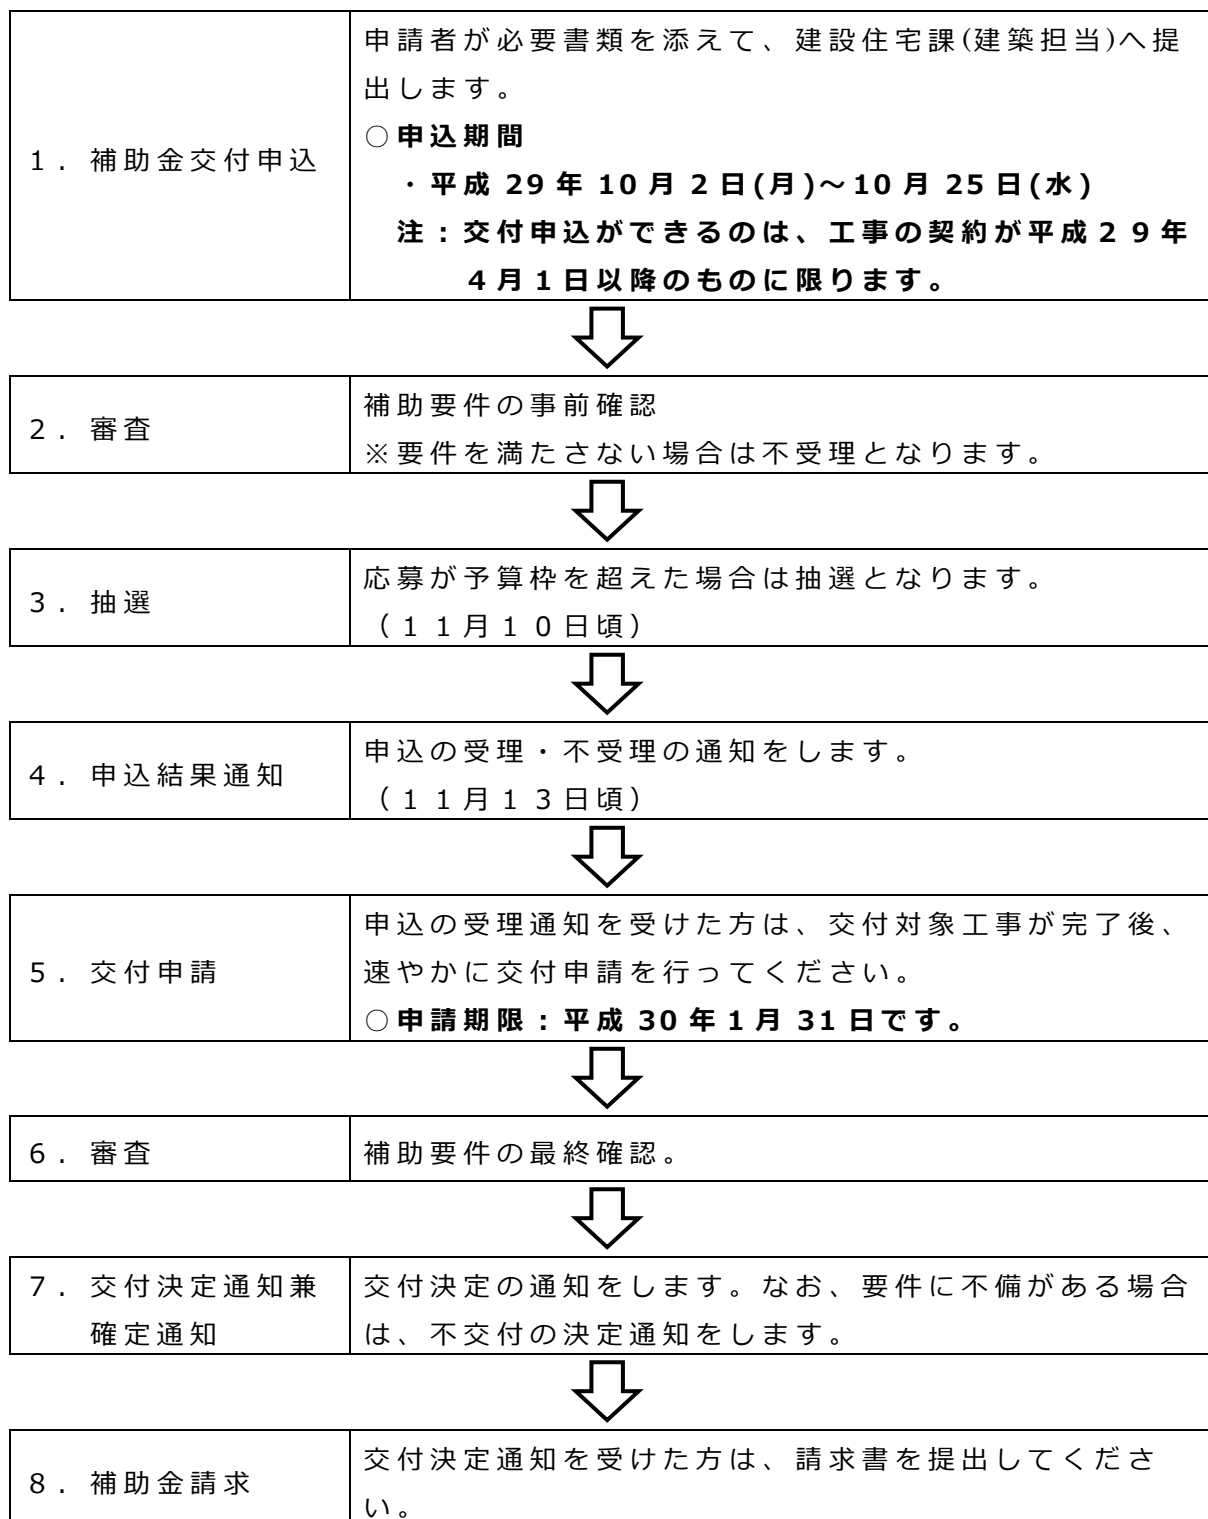 1．補助金交付申込
申請者が必要書類を添えて、建設住宅課(建築担当)へ提
出します。
○申込期間
・平成 29 年 10 月 2 日(月)～10 月 25 日(水)
注：交付申込ができるのは、工事の契約が平成２９年
４月１日以降のものに限ります。
2．審査
補助要件の事前確認
※要件を満たさない場合は不受理となります。
3．抽選
応募が予算枠を超えた場合は抽選となります。
（１１月１０日頃）
4．申込結果通知
申込の受理・不受理の通知をします。
（１１月１３日頃）
5．交付申請
申込の受理通知を受けた方は、交付対象工事が完了後、
速やかに交付申請を行ってください。
○申請期限：平成 30 年 1 月 31 日です。
6．審査
補助要件の最終確認。
7．交付決定通知兼
確定通知
交付決定の通知をします。なお、要件に不備がある場合
は、不交付の決定通知をします。
8．補助金請求
交付決定通知を受けた方は、請求書を提出してくださ
い。